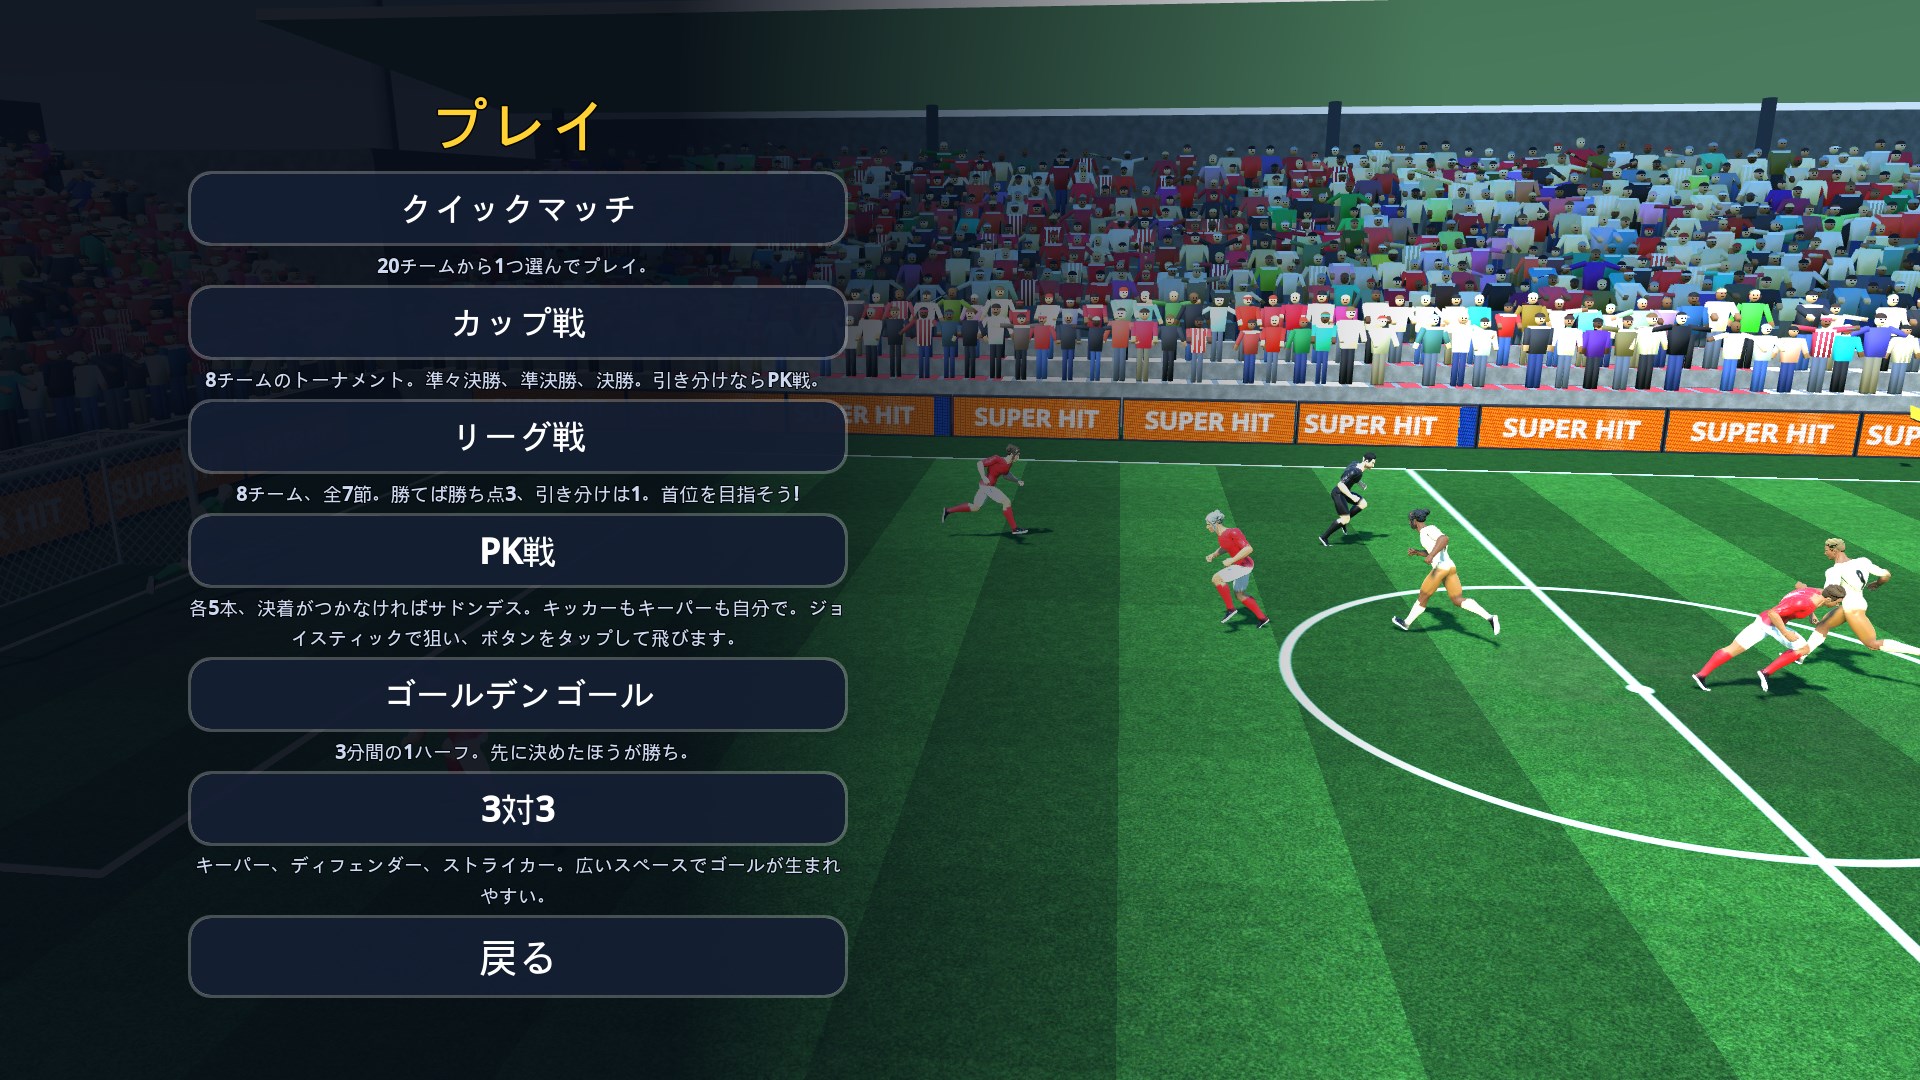 プレイ
クイックマッチ
20チームから1つ選んでプレイ。
カップ戦
8チームのトーナメント。準々決勝、準決勝、決勝。引き分けならPK戦。
リーグ戦
8チーム、全7節。勝てば勝ち点3、引き分けは1。首位を目指そう!
PK戦
各5本、決着がつかなければサドンデス。キッカーもキーパーも自分で。ジョ
イスティックで狙い、ボタンをタップして飛びます。
ゴールデンゴール
3分間の1ハーフ。先に決めたほうが勝ち。
3対3
キーパー、ディフェンダー、ストライカー。広いスペースでゴールが生まれ
やすい。
戻る
ER HIT SUPER HIT SUPER HIT SUPER HIT SUPER HIT SUPER HIT SUP
R HIT SUPER